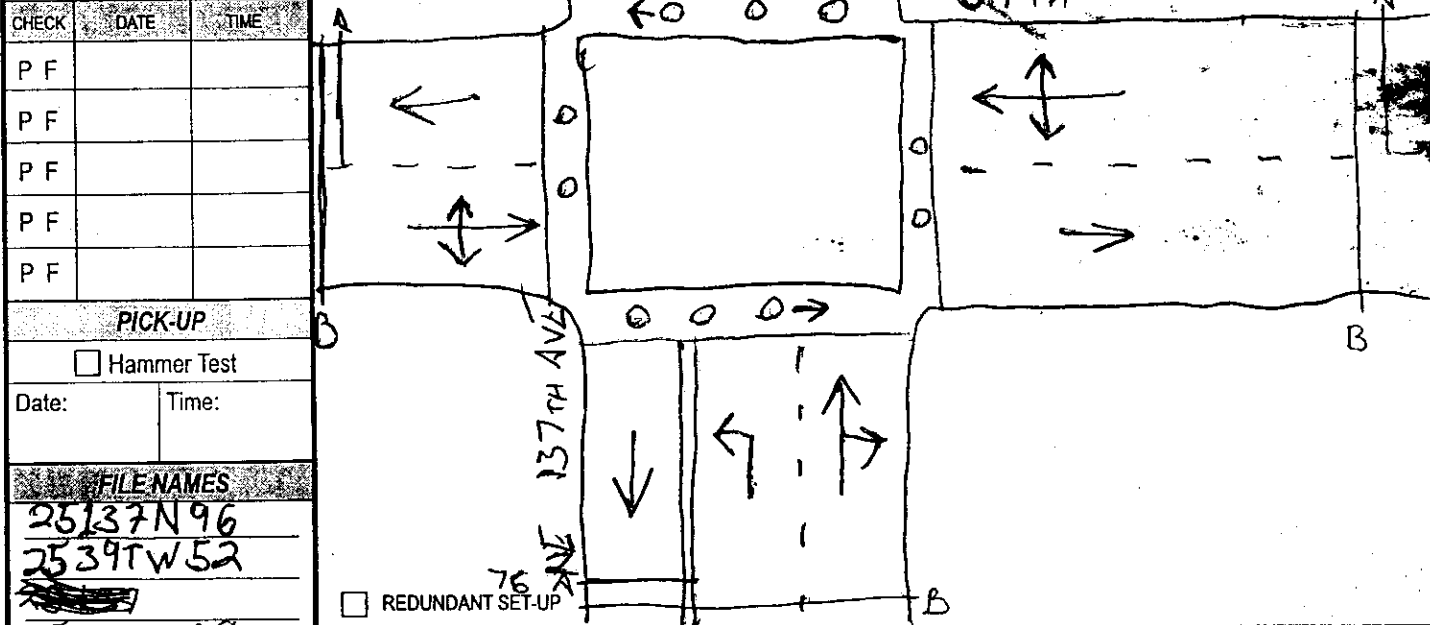 CHECK DATE TIME
P F
P F
P F
P F
P F
PICK-UP
Hammer Test
Date: Time:
FILE NAMES
25137N96
2539TW52
REDUNDANT SET-UP
137TH AVE
76
A
B
B
B